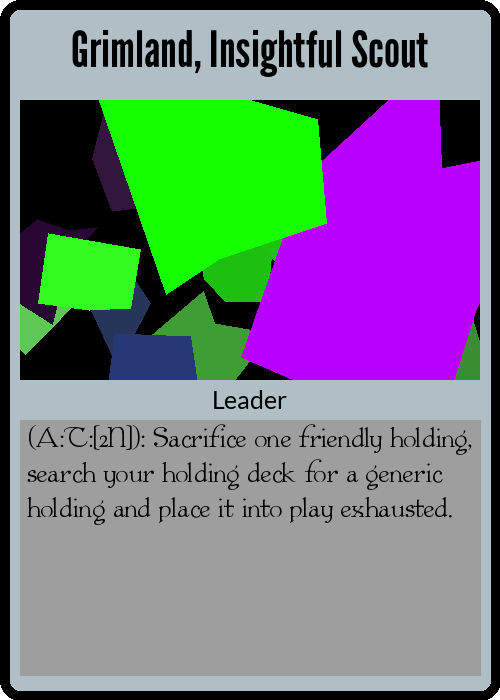 Grimland, Insightful Scout
Leader
(A:T:[2N]): Sacrifice one friendly holding,
search your holding deck for a generic
holding and place it into play exhausted.